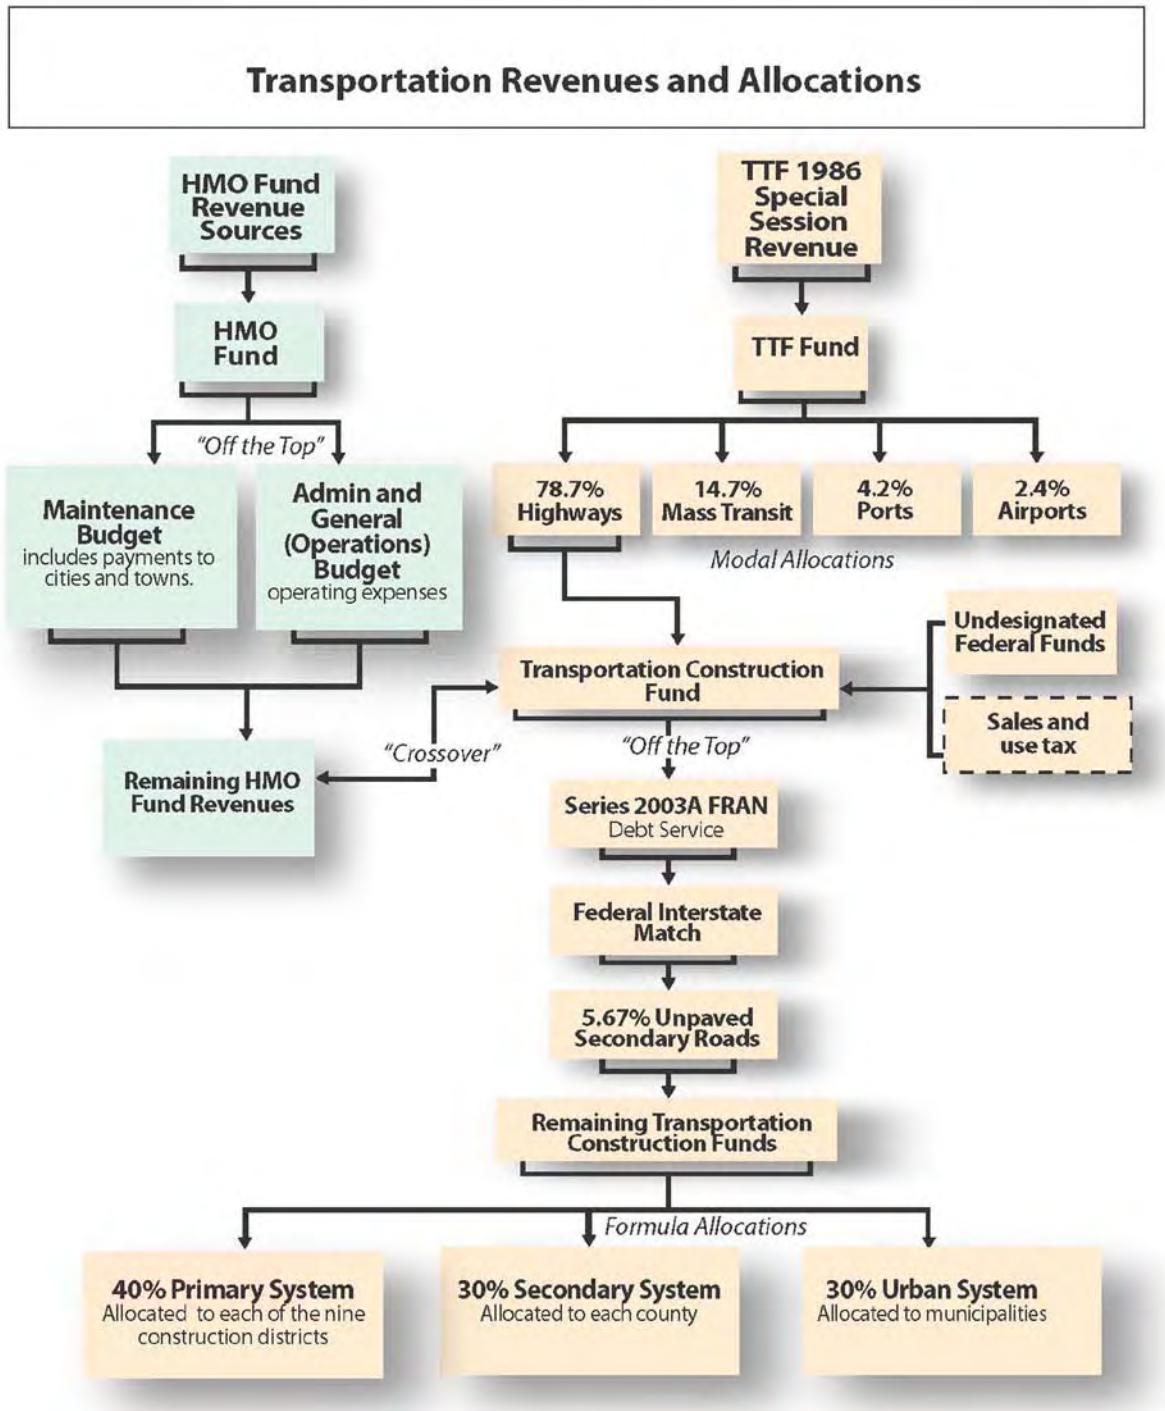 Transportation Revenues and Allocations
HMO Fund
Revenue
Sources
TTF 1986
Special
Session
Revenue
HMO
Fund
TTF Fund
"Off the Top"
Maintenance
Budget
includes payments to
cities and towns.
Admin and
General
(Operations)
Budget
operating expenses
78.7%
Highways
14.7%
Mass Transit
4.2%
Ports
2.4%
Airports
Modal Allocations
Undesignated
Federal Funds
Transportation Construction
Fund
Sales and
use tax
"Crossover"
"Off the Top"
Remaining HMO
Fund Revenues
Series 2003A FRAN
Debt Service
Federal Interstate
Match
5.67% Unpaved
Secondary Roads
Remaining Transportation
Construction Funds
Formula Allocations
40% Primary System
Allocated to each of the nine
construction districts
30% Secondary System
Allocated to each county
30% Urban System
Allocated to municipalities